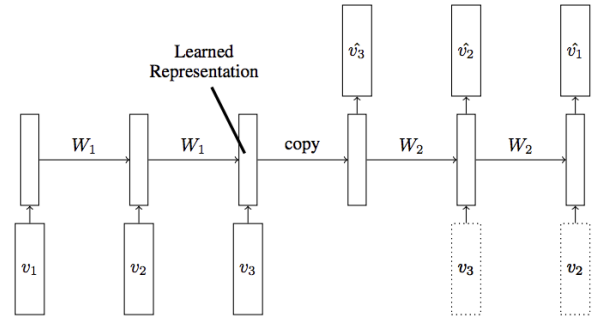 v̂₃ v̂₂ v̂₁
Learned
Representation
W₁ W₁ copy W₂ W₂
v₁ v₂ v₃ v₃ v₂